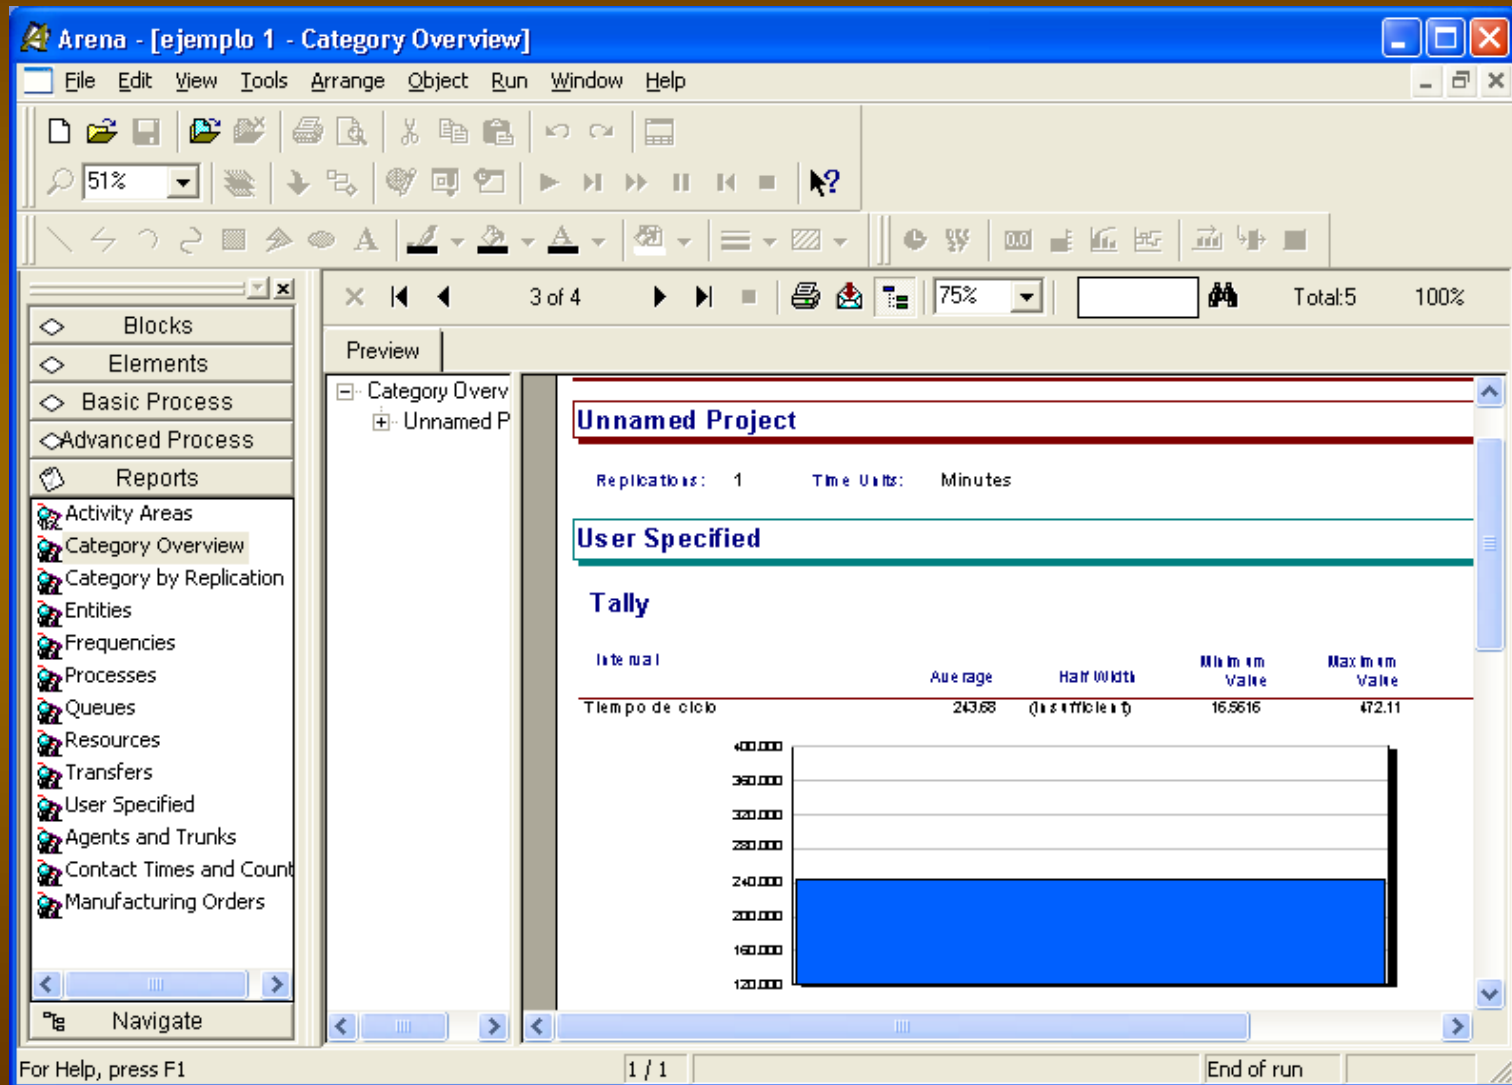 Arena - [ejemplo 1 - Category Overview]
File Edit View Tools Arrange Object Run Window Help
51%
3 of 4 75% Total:5 100%
Preview
Blocks
Elements
Basic Process
Advanced Process
Reports
Activity Areas
Category Overview
Category by Replication
Entities
Frequencies
Processes
Queues
Resources
Transfers
User Specified
Agents and Trunks
Contact Times and Count
Manufacturing Orders
Navigate
Category Overv
Unnamed P
Unnamed Project
Replications: 1 Time Units: Minutes
User Specified
Tally
Interval Average Half Width Minimum Value Maximum Value
Tiempo de ciclo 243.68 (Insufficient) 16.5616 472.11
400.000
360.000
320.000
280.000
240.000
200.000
160.000
120.000
For Help, press F1 1 / 1 End of run